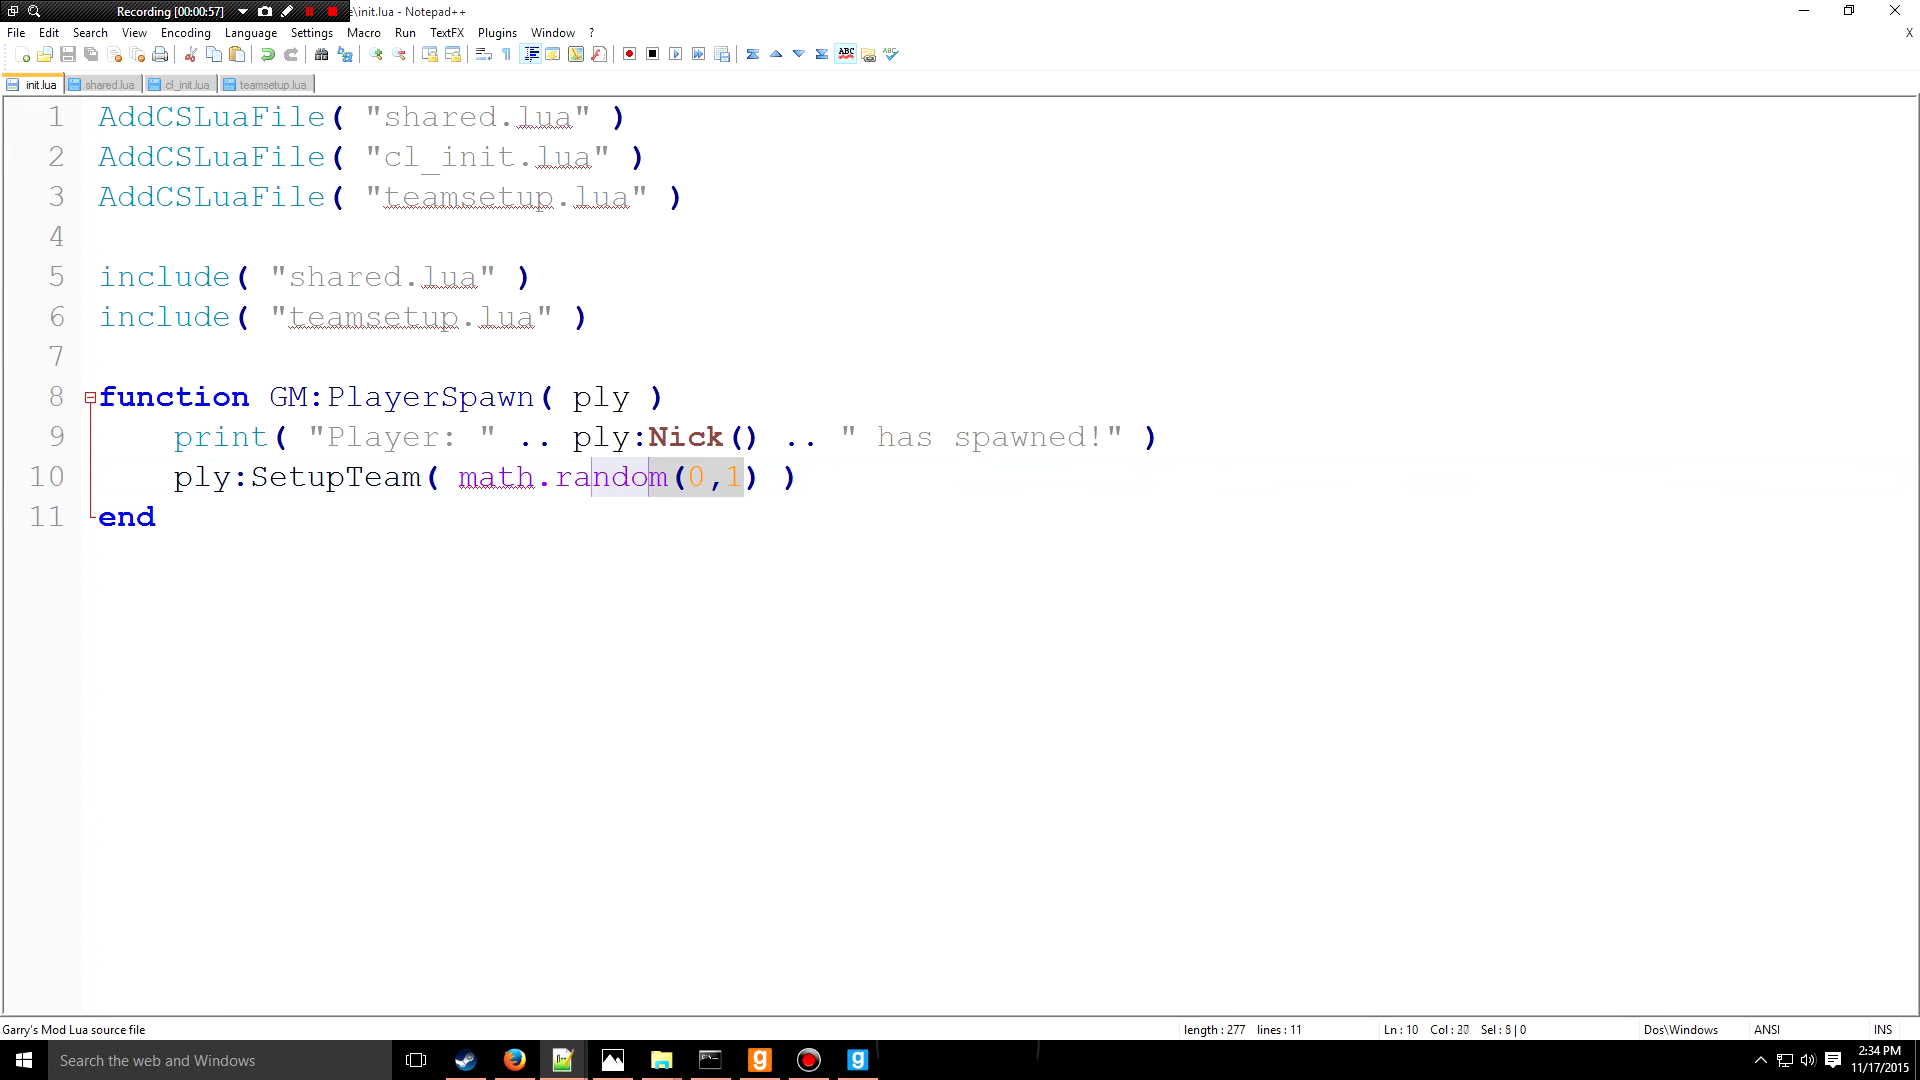 Recording [00:00:57] e\init.lua - Notepad++
File Edit Search View Encoding Language Settings Macro Run TextFX Plugins Window ? X
init.lua shared.lua cl_init.lua teamsetup.lua
1 AddCSLuaFile( "shared.lua" )
2 AddCSLuaFile( "cl_init.lua" )
3 AddCSLuaFile( "teamsetup.lua" )
4
5 include( "shared.lua" )
6 include( "teamsetup.lua" )
7
8 function GM:PlayerSpawn( ply )
9 print( "Player: " .. ply:Nick() .. " has spawned!" )
10 ply:SetupTeam( math.random(0,1) )
11 end
Garry's Mod Lua source file length : 277 lines : 11 Ln : 10 Sel : 8 | 0 Dos\Windows ANSI INS
Search the web and Windows
2:34 PM
11/17/2015